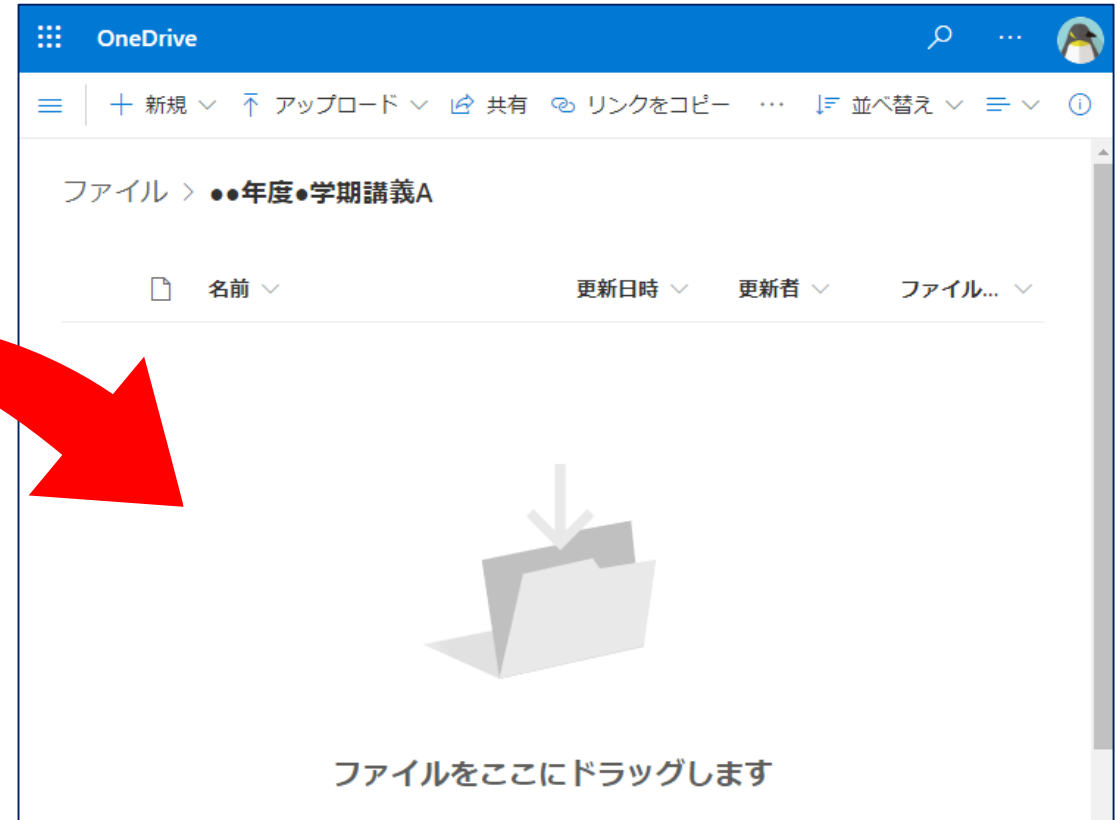 OneDrive ...
新規 アップロード 共有 リンクをコピー ... 並べ替え
ファイル > ●●年度●学期講義A
名前 更新日時 更新者 ファイル...
ファイルをここにドラッグします